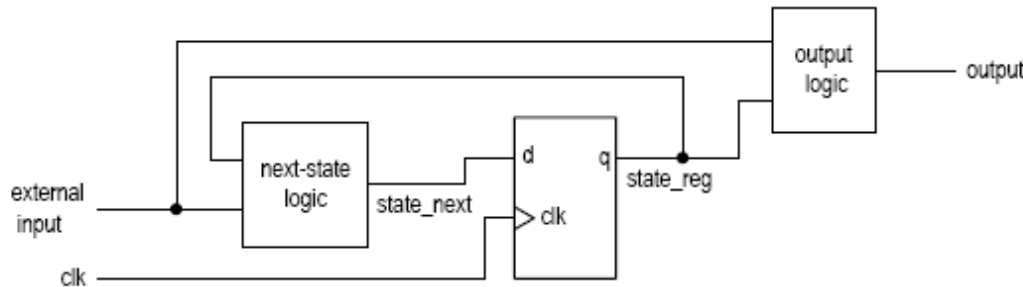 output
logic
output
next-state
logic
d
q
state_reg
external
input
state_next
clk
clk